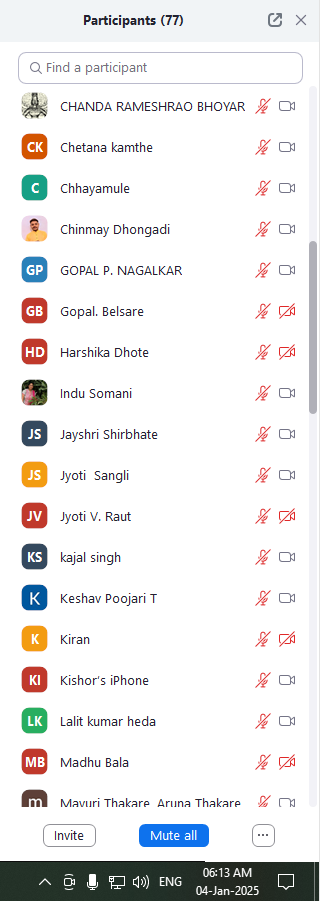 Participants (77)
Find a participant
CHANDA RAMESHRAO BHOYAR
CK Chetana kamthe
C Chhayamule
Chinmay Dhongadi
GP GOPAL P. NAGALKAR
GB Gopal. Belsare
HD Harshika Dhote
Indu Somani
JS Jayshri Shirbhate
JS Jyoti Sangli
JV Jyoti V. Raut
KS kajal singh
K Keshav Poojari T
K Kiran
KI Kishor's iPhone
LK Lalit kumar heda
MB Madhu Bala
m Mayuri Thakare Aruna Thakare
Invite Mute all ...
ENG 06:13 AM
04-Jan-2025